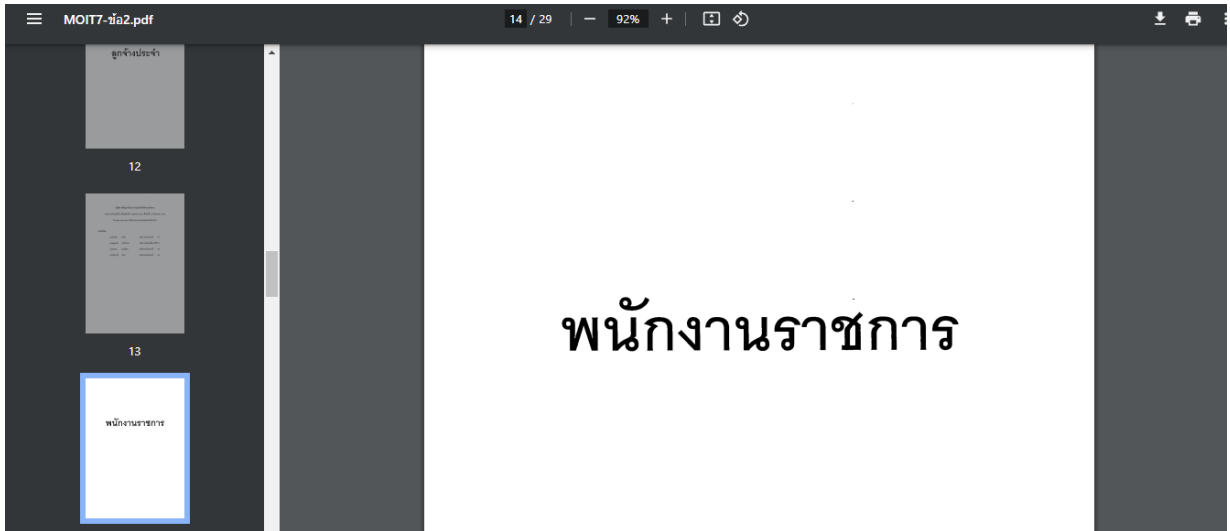 MOIT7-ข้อ2.pdf
14 / 29
92%
ลูกจ้างประจำ
12
13
พนักงานราชการ
พนักงานราชการ